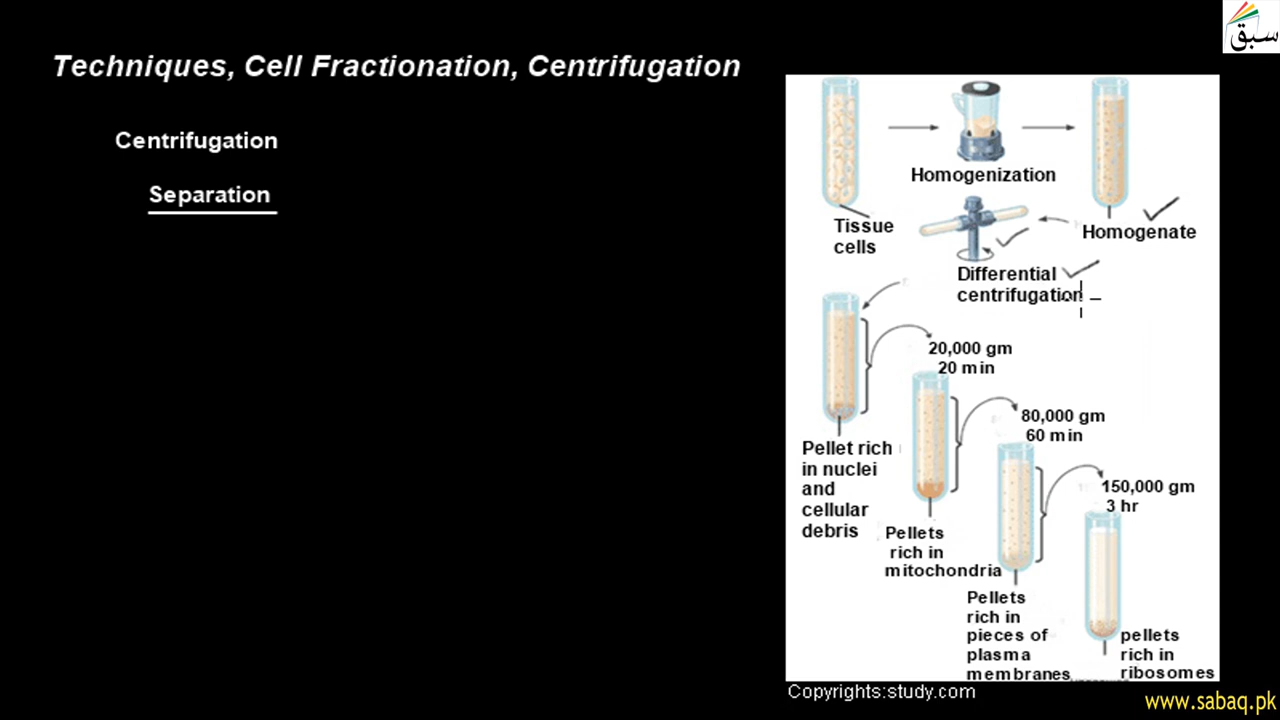 سبق
Techniques, Cell Fractionation, Centrifugation
Centrifugation
Separation
Homogenization
Tissue
cells
Homogenate
Differential
centrifugation
20,000 gm
20 min
80,000 gm
60 min
Pellet rich
in nuclei
and
cellular
debris
150,000 gm
3 hr
Pellets
rich in
mitochondria
Pellets
rich in
pieces of
plasma
membranes
pellets
rich in
ribosomes
Copyrights:study.com
www.sabaq.pk